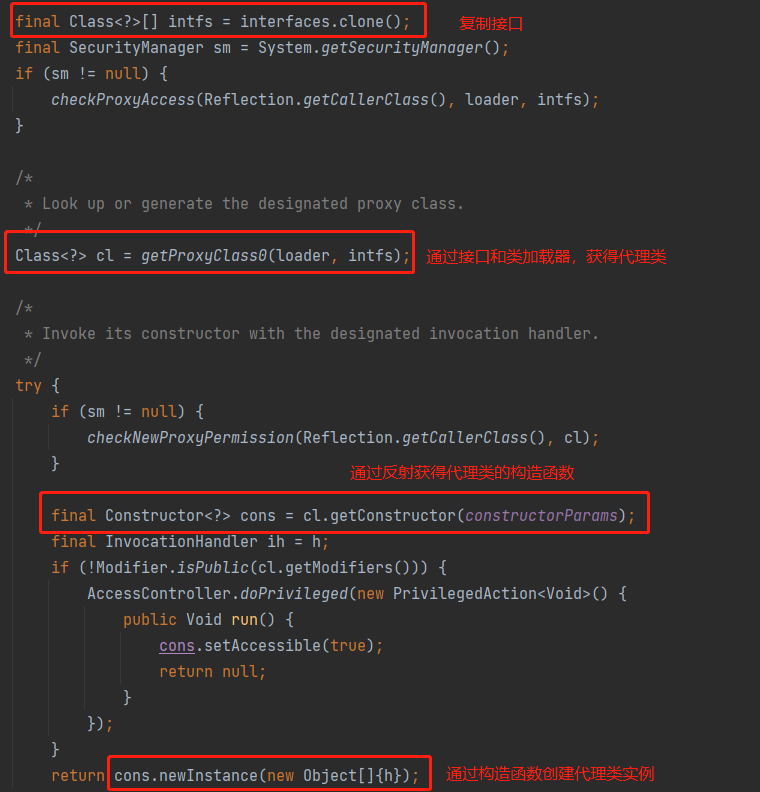 final Class<?>[] intfs = interfaces.clone(); 复制接口
final SecurityManager sm = System.getSecurityManager();
if (sm != null) {
checkProxyAccess(Reflection.getCallerClass(), loader, intfs);
}
/*
* Look up or generate the designated proxy class.
*/
Class<?> cl = getProxyClass0(loader, intfs); 通过接口和类加载器，获得代理类
/*
* Invoke its constructor with the designated invocation handler.
*/
try {
if (sm != null) {
checkNewProxyPermission(Reflection.getCallerClass(), cl);
}
通过反射获得代理类的构造函数
final Constructor<?> cons = cl.getConstructor(constructorParams);
final InvocationHandler ih = h;
if (!Modifier.isPublic(cl.getModifiers())) {
AccessController.doPrivileged(new PrivilegedAction<Void>() {
public Void run() {
cons.setAccessible(true);
return null;
}
});
}
return cons.newInstance(new Object[]{h}); 通过构造函数创建代理类实例